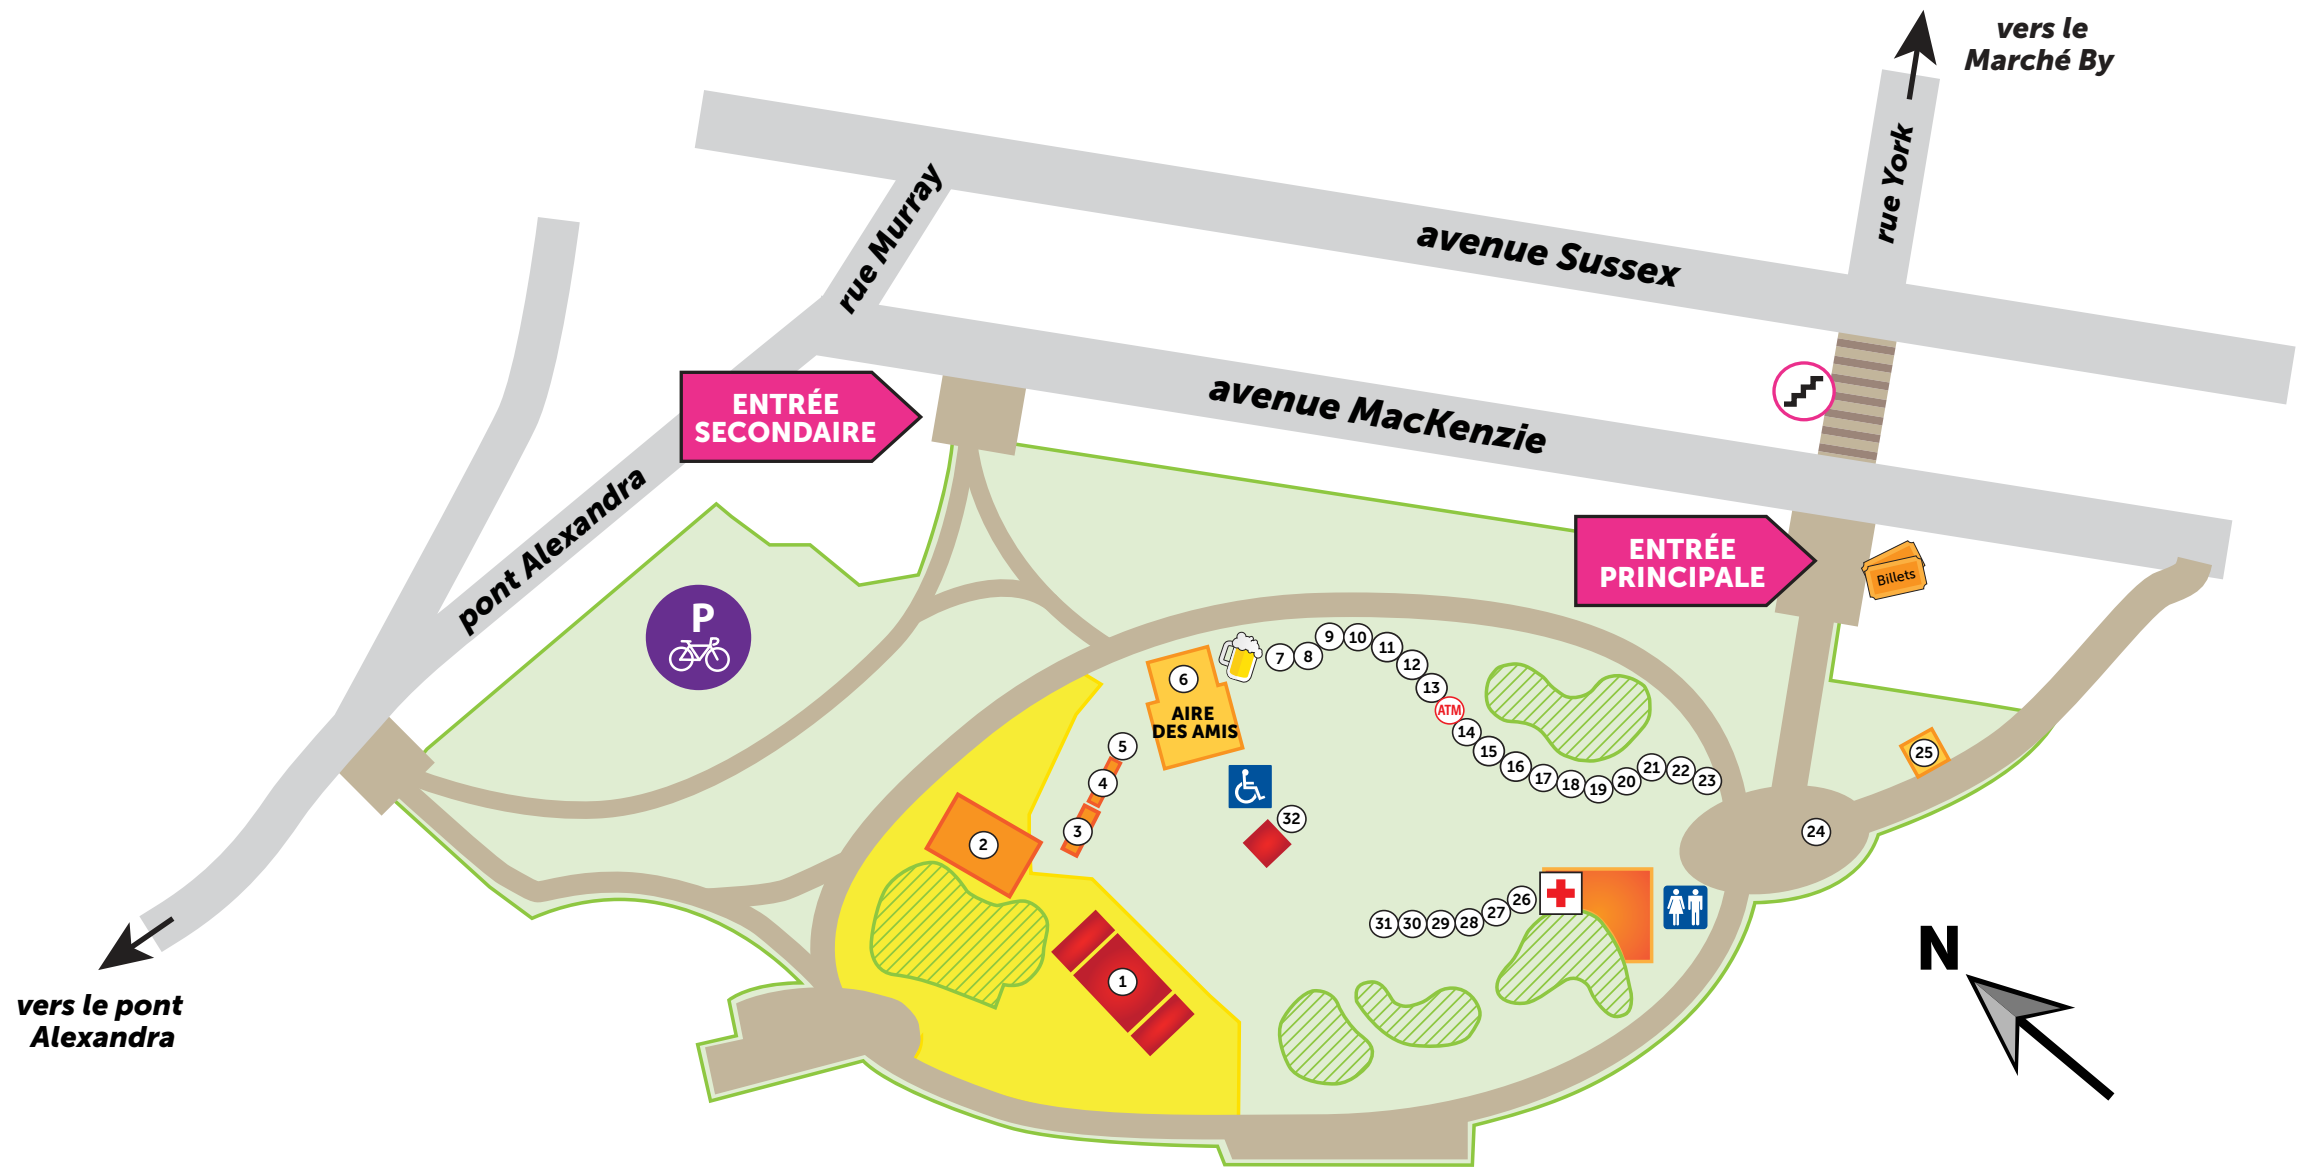 vers le
Marché By
rue York
avenue Sussex
rue Murray
avenue MacKenzie
ENTRÉE
SECONDAIRE
pont Alexandra
ENTRÉE
PRINCIPALE
Billets
P
6
AIRE
DES AMIS
7
8
9
10
11
12
13
ATM
14
15
16
17
18
19
20
21
22
23
5
4
3
2
1
32
24
25
26
27
28
29
30
31
N
vers le pont
Alexandra